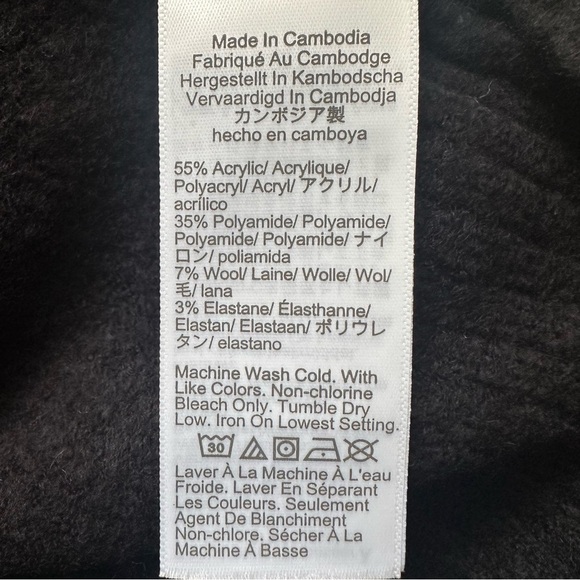 Made In Cambodia
Fabriqué Au Cambodge
Hergestellt In Kambodscha
Vervaardigd In Cambodja
カンボジア製
hecho en camboya
55% Acrylic/ Acrylique/
Polyacryl/ Acryl/ アクリル/
acrílico
35% Polyamide/ Polyamide/
Polyamide/ Polyamide/ ナイ
ロン/ poliamida
7% Wool/ Laine/ Wolle/ Wol/
毛/ lana
3% Elastane/ Élasthanne/
Elastan/ Elastaan/ ポリウレ
タン/ elastano
Machine Wash Cold. With
Like Colors. Non-chlorine
Bleach Only. Tumble Dry
Low. Iron On Lowest Setting.
30
Laver À La Machine À L'eau
Froide. Laver En Séparant
Les Couleurs. Seulement
Agent De Blanchiment
Non-chlore. Sécher À La
Machine À Basse